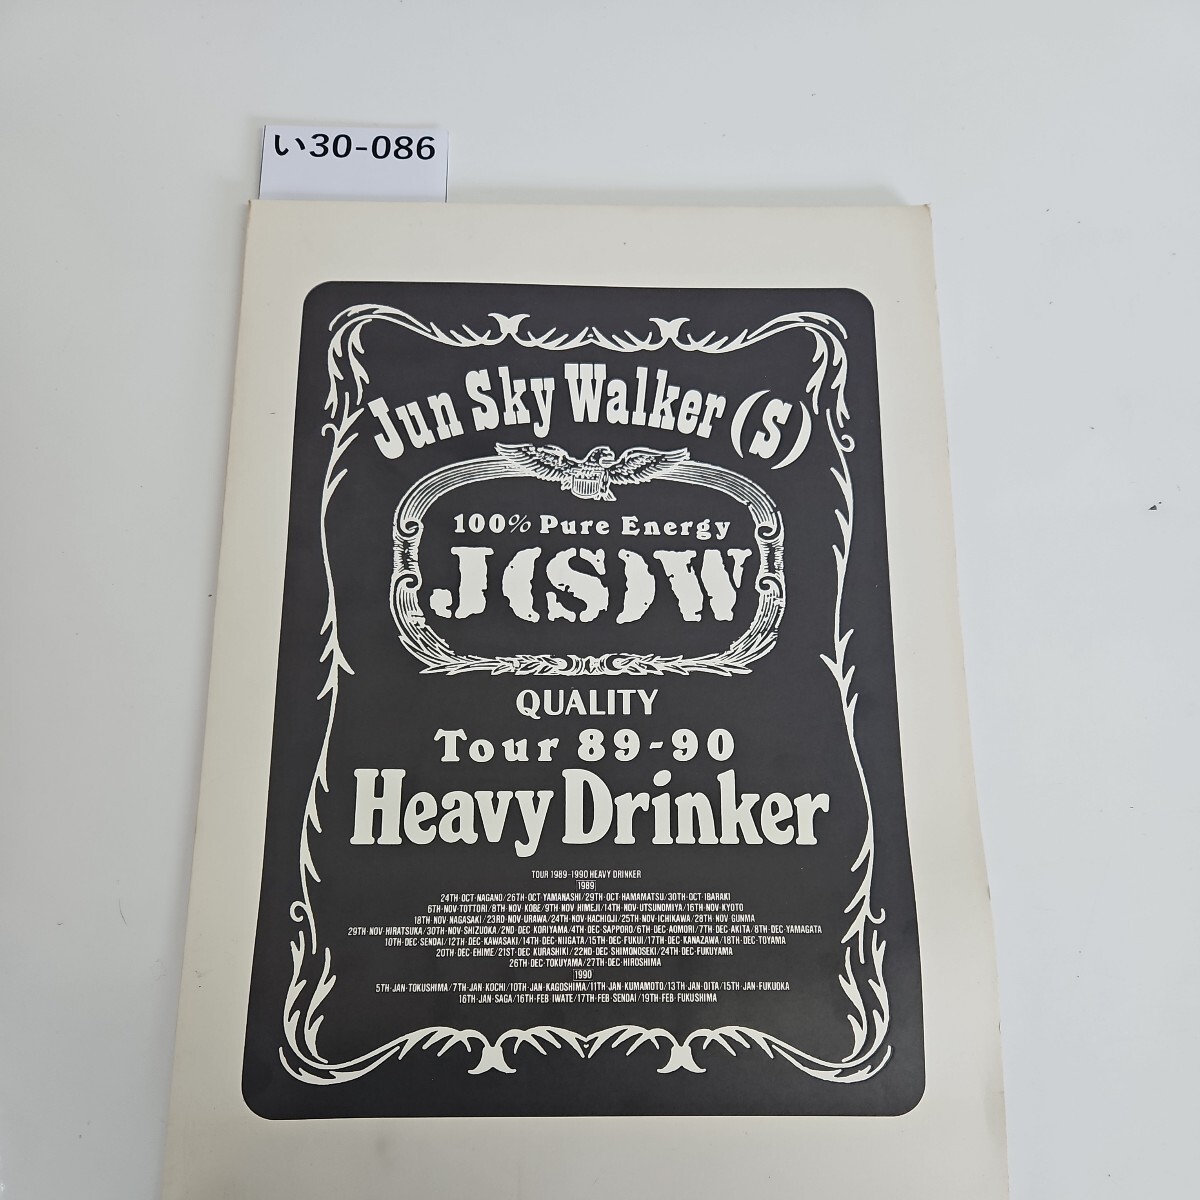 い30-086
Jun Sky Walker (S)
100% Pure Energy
J(S)W
QUALITY
Tour 89-90
Heavy Drinker
TOUR 1989-1990 HEAVY DRINKER
1989
24TH·OCT·NAGANO/26TH·OCT·YAMANASHI/29TH·OCT·HAMAMATSU/30TH·OCT·IBARAKI
6TH·NOV·TOTTORI/8TH·NOV·KOBE/9TH·NOV·HIMEJI/14TH·NOV·UTSUNOMIYA/16TH·NOV·KYOTO
18TH·NOV·NAGASAKI/23RD·NOV·URAWA/24TH·NOV·HACHIOJI/25TH·NOV·ICHIKAWA/28TH·NOV·GUNMA
29TH·NOV·HIRATSUKA/30TH·NOV·SHIZUOKA/2ND·DEC·KORIYAMA/4TH·DEC·SAPPORO/6TH·DEC·AOMORI/7TH·DEC·AKITA/8TH·DEC·YAMAGATA
10TH·DEC·SENDAI/12TH·DEC·KAWASAKI/14TH·DEC·NIIGATA/15TH·DEC·FUKUI/17TH·DEC·KANAZAWA/18TH·DEC·TOYAMA
20TH·DEC·EHIME/21ST·DEC·KURASHIKI/22ND·DEC·SHIMONOSEKI/24TH·DEC·FUKUYAMA
26TH·DEC·TOKUYAMA/27TH·DEC·HIROSHIMA
1990
5TH·JAN·TOKUSHIMA/7TH·JAN·KOCHI/10TH·JAN·KAGOSHIMA/11TH·JAN·KUMAMOTO/13TH·JAN·OITA/15TH·JAN·FUKUOKA
16TH·JAN·SAGA/16TH·FEB·IWATE/17TH·FEB·SENDAI/19TH·FEB·FUKUSHIMA